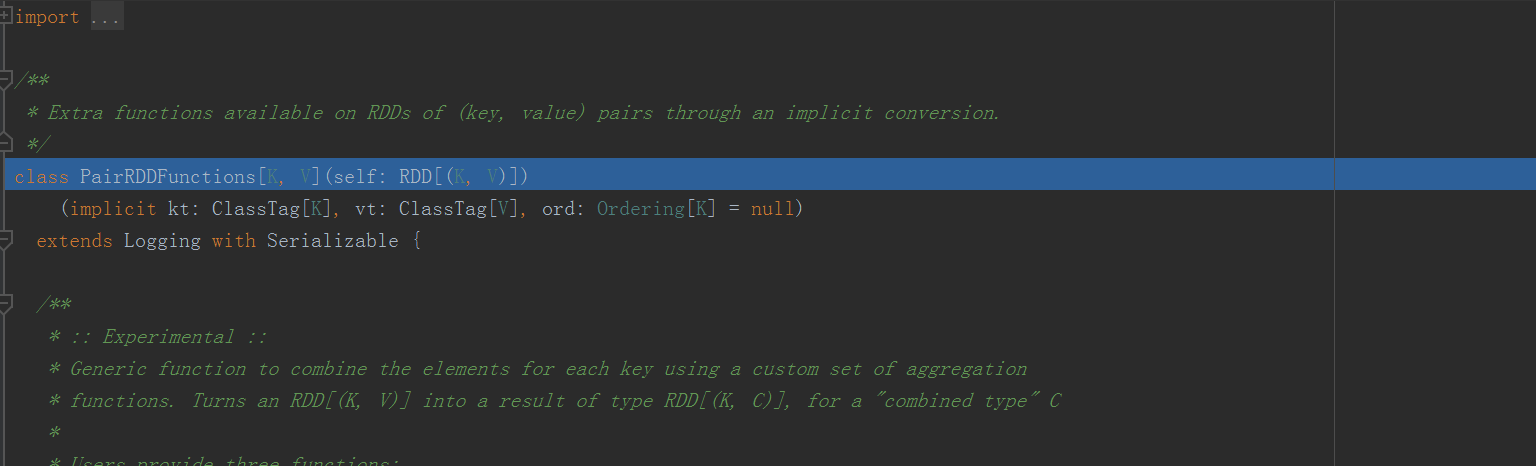 import ...
/**
* Extra functions available on RDDs of (key, value) pairs through an implicit conversion.
*/
class PairRDDFunctions[K, V](self: RDD[(K, V)])
(implicit kt: ClassTag[K], vt: ClassTag[V], ord: Ordering[K] = null)
extends Logging with Serializable {
/**
* :: Experimental ::
* Generic function to combine the elements for each key using a custom set of aggregation
* functions. Turns an RDD[(K, V)] into a result of type RDD[(K, C)], for a "combined type" C
*
* Users provide three functions: